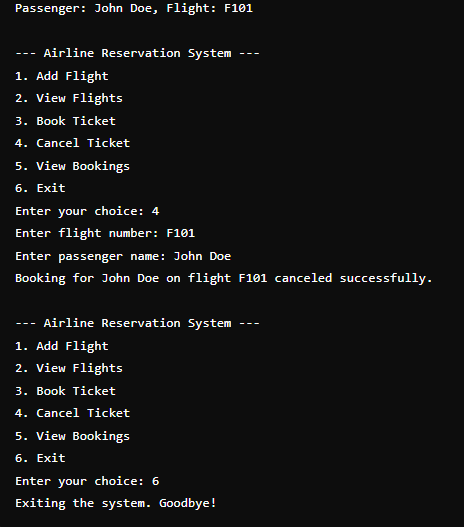 Passenger: John Doe, Flight: F101
--- Airline Reservation System ---
1. Add Flight
2. View Flights
3. Book Ticket
4. Cancel Ticket
5. View Bookings
6. Exit
Enter your choice: 4
Enter flight number: F101
Enter passenger name: John Doe
Booking for John Doe on flight F101 canceled successfully.
--- Airline Reservation System ---
1. Add Flight
2. View Flights
3. Book Ticket
4. Cancel Ticket
5. View Bookings
6. Exit
Enter your choice: 6
Exiting the system. Goodbye!